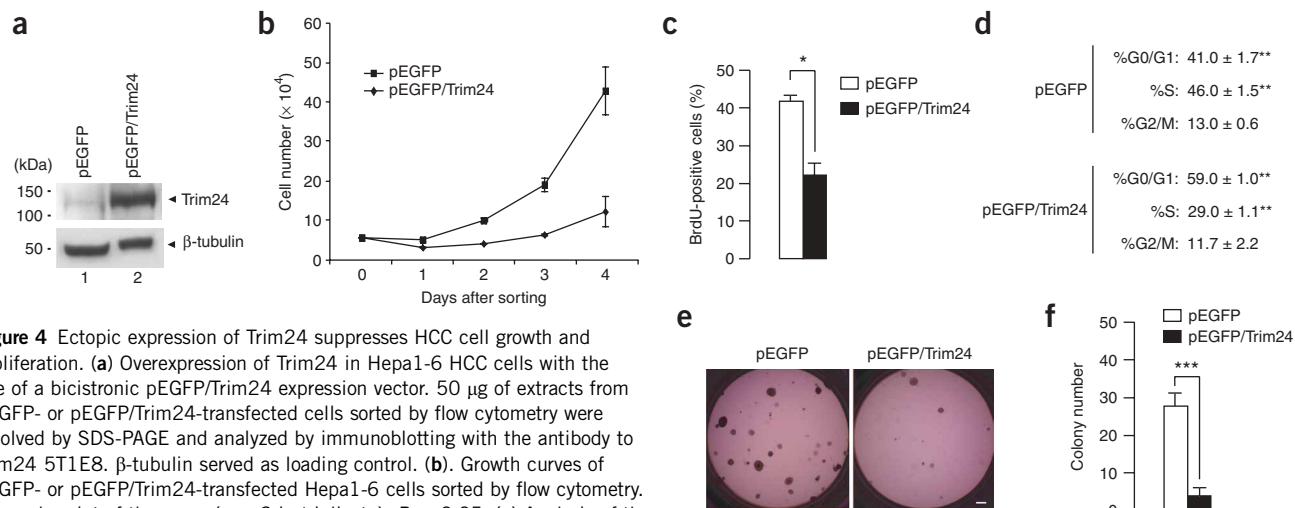 a
pEGFP
pEGFP/Trim24
(kDa)
150
100
50
Trim24
β-tubulin
1 2
b
60
50
40
30
20
10
0
Cell number (× 10⁴)
pEGFP
pEGFP/Trim24
0 1 2 3 4
Days after sorting
c
50
40
30
20
10
0
BrdU-positive cells (%)
*
pEGFP
pEGFP/Trim24
d
pEGFP
%G0/G1: 41.0 ± 1.7**
%S: 46.0 ± 1.5**
%G2/M: 13.0 ± 0.6
pEGFP/Trim24
%G0/G1: 59.0 ± 1.0**
%S: 29.0 ± 1.1**
%G2/M: 11.7 ± 2.2
gure 4 Ectopic expression of Trim24 suppresses HCC cell growth and
liferation. (a) Overexpression of Trim24 in Hepa1-6 HCC cells with the
e of a bicistronic pEGFP/Trim24 expression vector. 50 µg of extracts from
GFP- or pEGFP/Trim24-transfected cells sorted by flow cytometry were
olved by SDS-PAGE and analyzed by immunoblotting with the antibody to
m24 5T1E8. β-tubulin served as loading control. (b). Growth curves of
GFP- or pEGFP/Trim24-transfected Hepa1-6 cells sorted by flow cytometry.
e
pEGFP
pEGFP/Trim24
f
50
40
30
20
10
Colony number
pEGFP
pEGFP/Trim24
***